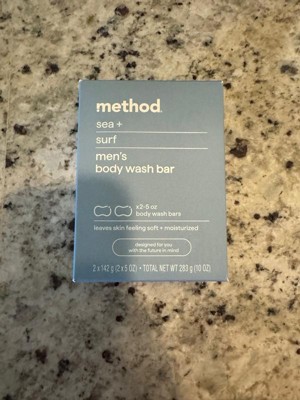 method.
sea +
surf
men's
body wash bar
x2-5 oz
body wash bars
leaves skin feeling soft + moisturized
designed for you
with the future in mind
2 x 142 g (2 x 5 OZ) • TOTAL NET WT 283 g (10 OZ)